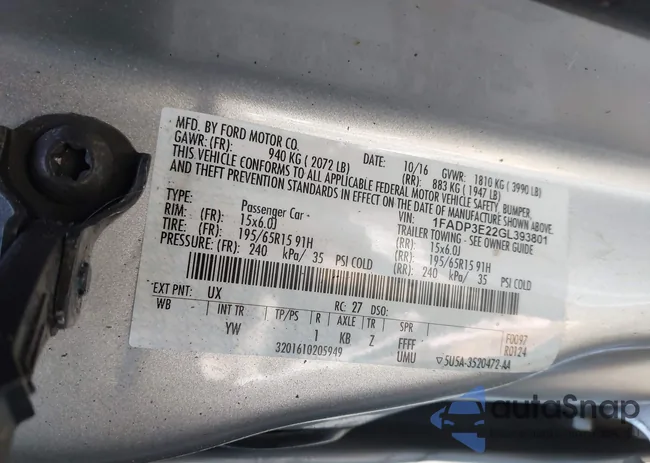 MFD. BY FORD MOTOR CO.
DATE: 10/16 GVWR: 1810 KG ( 3990 LB)
GAWR: (FR): 940 KG ( 2072 LB) (RR): 883 KG ( 1947 LB)
THIS VEHICLE CONFORMS TO ALL APPLICABLE FEDERAL MOTOR VEHICLE SAFETY, BUMPER,
AND THEFT PREVENTION STANDARDS IN EFFECT ON THE DATE OF MANUFACTURE SHOWN ABOVE.
VIN: 1FADP3E22GL393801
TYPE: Passenger Car - TRAILER TOWING - SEE OWNER GUIDE
RIM: (FR): 15x6.0J (RR): 15x6.0J
TIRE: (FR): 195/65R15 91H (RR): 195/65R15 91H
PRESSURE: (FR): 240 kPa/ 35 PSI COLD (RR): 240 kPa/ 35 PSI COLD
EXT PNT: UX RC: 27 DSO:
WB INT TR TP/PS R AXLE TR SPR
- YW 1 KB Z FFFF F0097
UMU R0124
3201610205949 ▽ 5U5A-3520472-AA
autoSnap